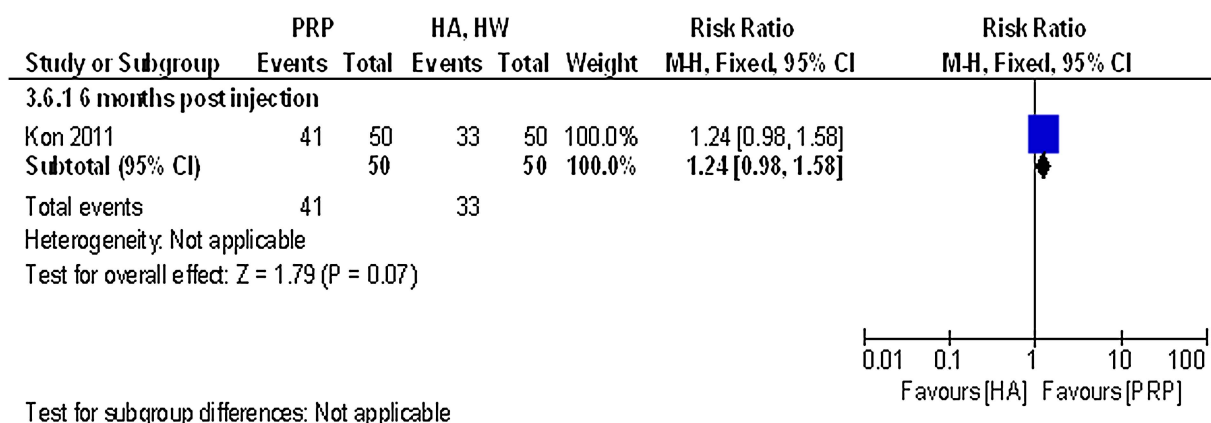 PRP HA, HW Risk Ratio Risk Ratio
Study or Subgroup Events Total Events Total Weight M-H, Fixed, 95% CI M-H, Fixed, 95% CI
3.6.1 6 months post injection
Kon 2011 41 50 33 50 100.0% 1.24 [0.98, 1.58]
Subtotal (95% CI) 50 50 100.0% 1.24 [0.98, 1.58]
Total events 41 33
Heterogeneity: Not applicable
Test for overall effect: Z = 1.79 (P = 0.07)
0.01 0.1 1 10 100
Favours [HA] Favours [PRP]
Test for subgroup differences: Not applicable